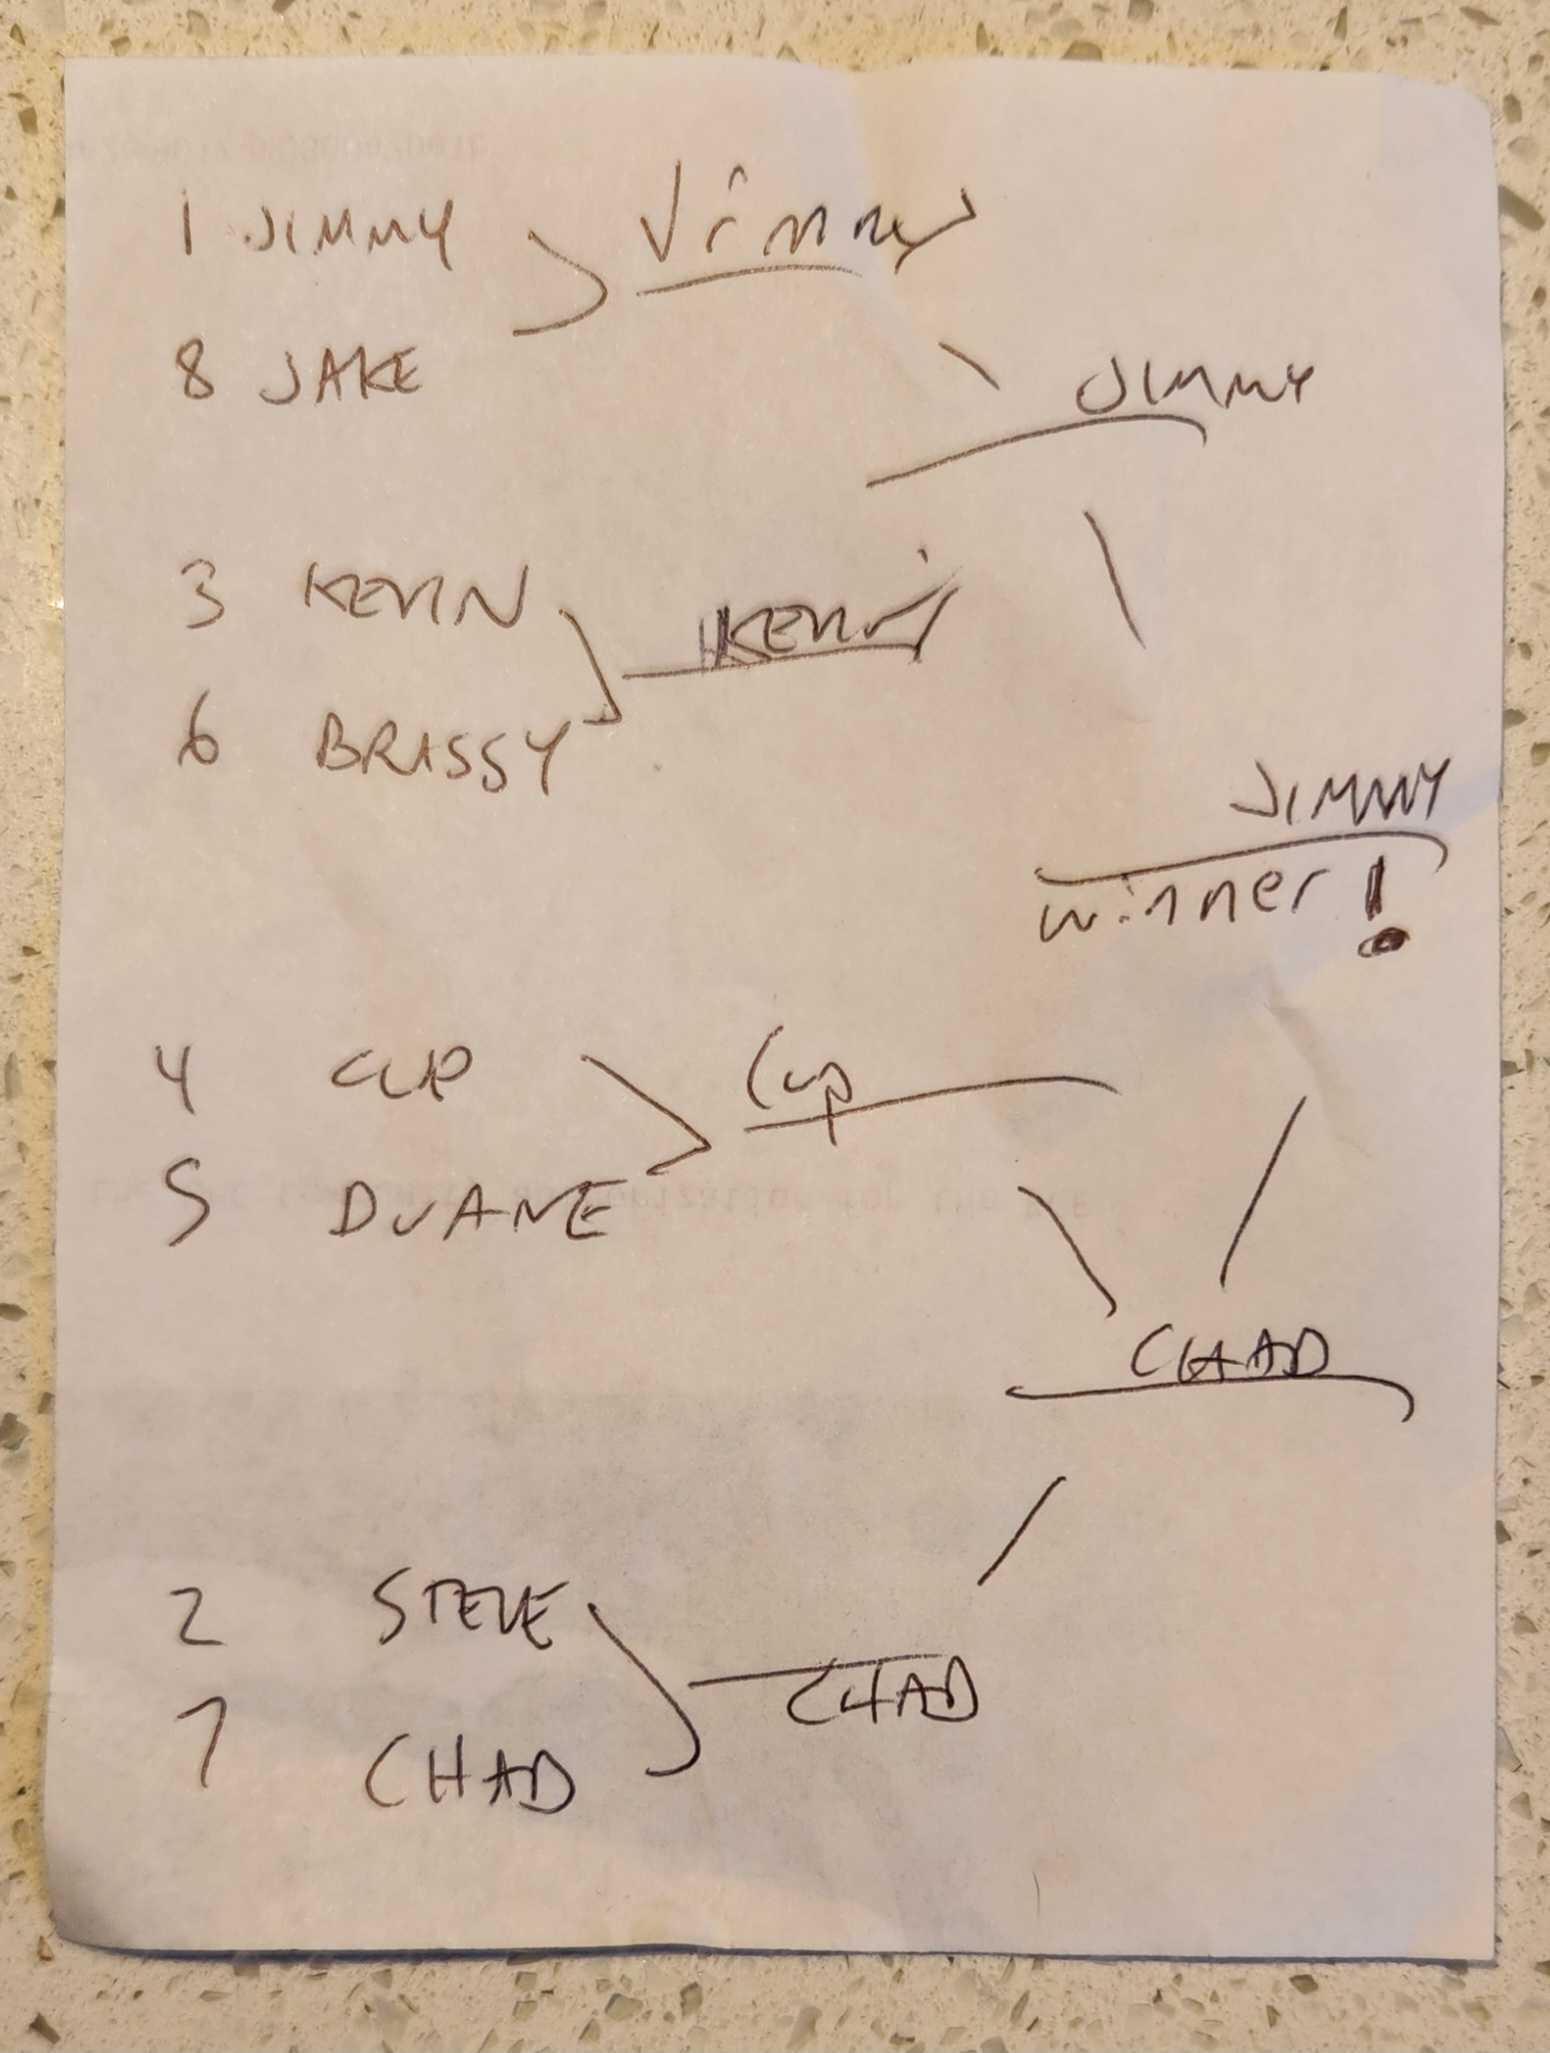 1 JIMMY
Jimmy
8 JAKE
JIMMY
3 KEVIN
KEVIN
6 BRASSY
JIMMY
winner!
4 CUP
Cup
5 DUANE
CHAD
2 STEVE
CHAD
7 CHAD